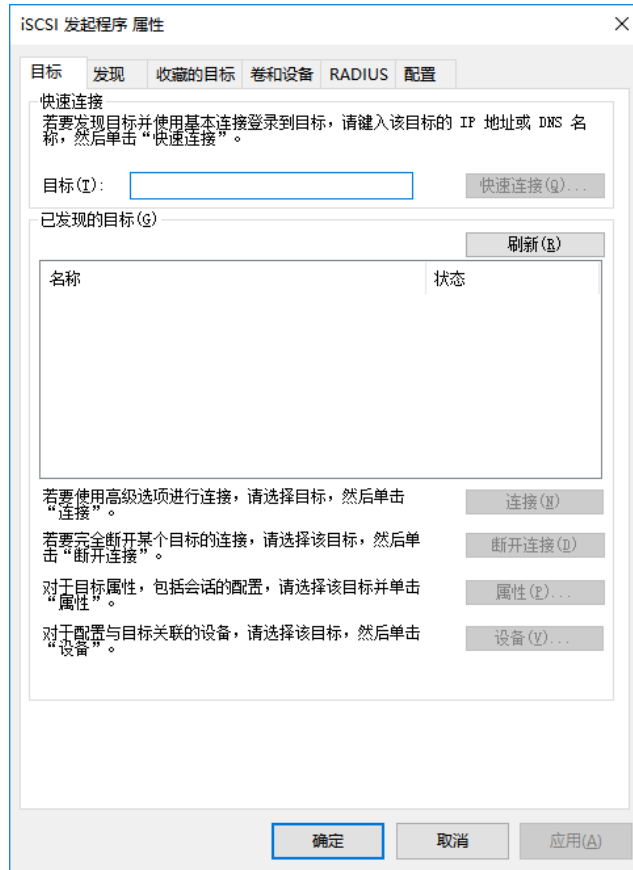 iSCSI 发起程序 属性
目标 发现 收藏的目标 卷和设备 RADIUS 配置
快速连接
若要发现目标并使用基本连接登录到目标，请键入该目标的 IP 地址或 DNS 名
称，然后单击“快速连接”。
目标(T): 快速连接(Q)...
已发现的目标(G)
刷新(R)
名称 状态
若要使用高级选项进行连接，请选择目标，然后单击
“连接”。
连接(N)
若要完全断开某个目标的连接，请选择该目标，然后单
击“断开连接”。
断开连接(D)
对于目标属性，包括会话的配置，请选择该目标并单击
“属性”。
属性(P)...
对于配置与目标关联的设备，请选择该目标，然后单击
“设备”。
设备(V)...
确定 取消 应用(A)